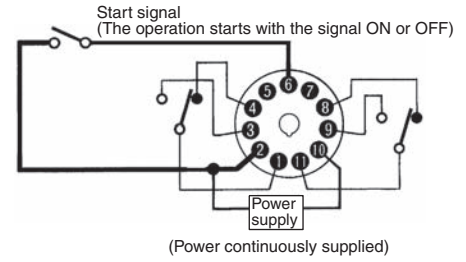 Start signal
(The operation starts with the signal ON or OFF)
5 6 7
4 8
3 9
2 10
1 11
Power
supply
(Power continuously supplied)